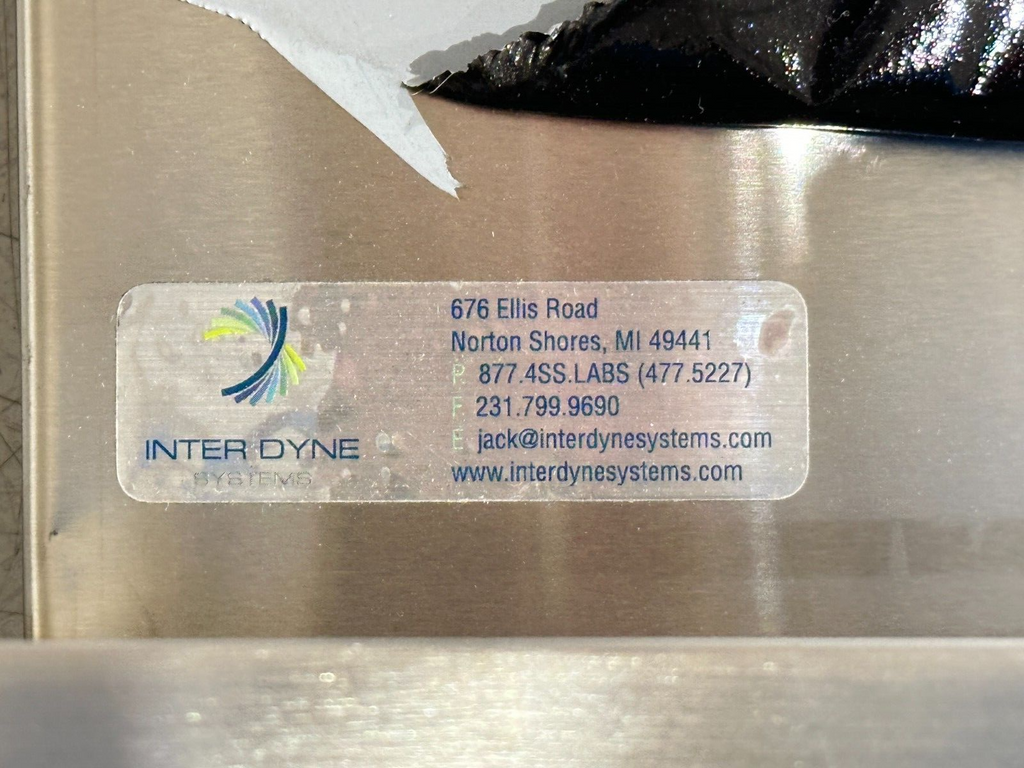 INTER DYNE
SYSTEMS
676 Ellis Road
Norton Shores, MI 49441
P 877.4SS.LABS (477.5227)
F 231.799.9690
E jack@interdynesystems.com
www.interdynesystems.com